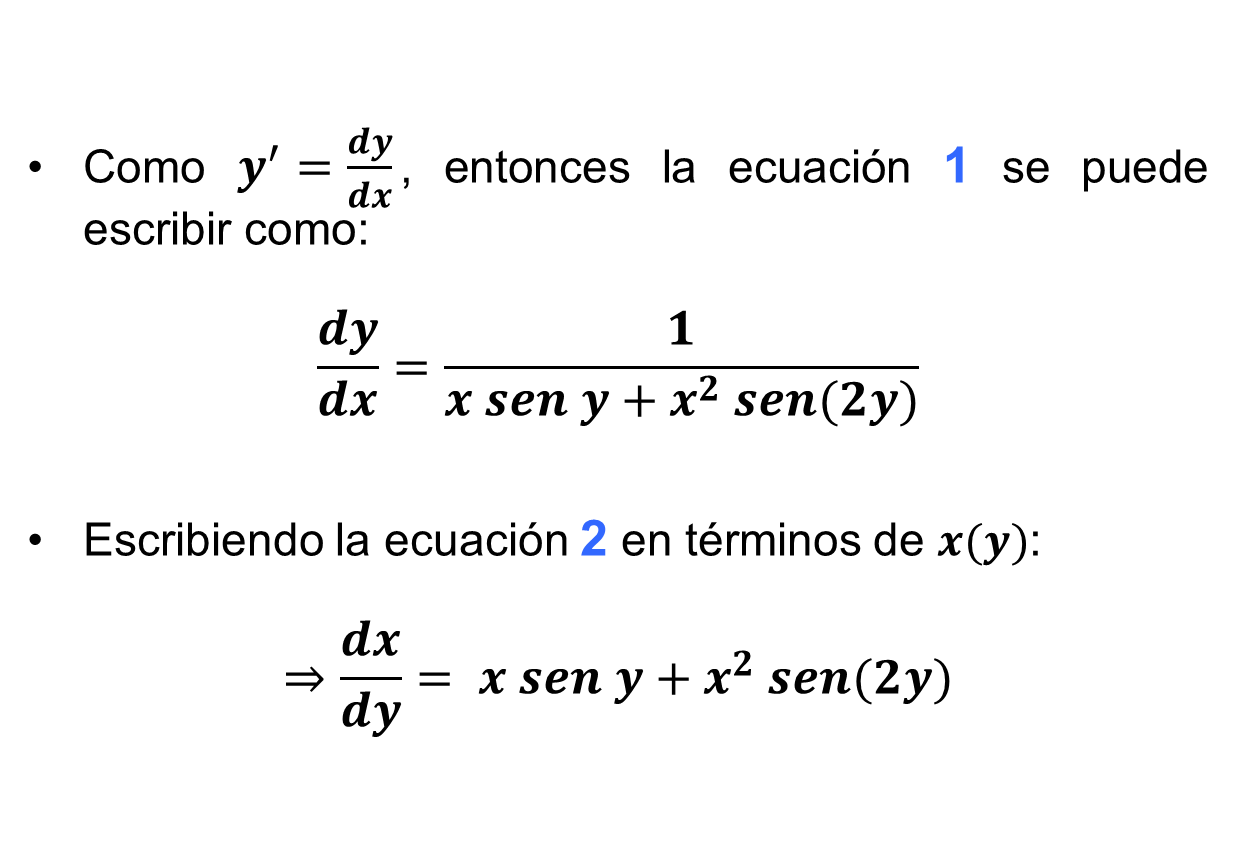 • Como y′ = dy/dx, entonces la ecuación 1 se puede
escribir como:
dy/dx = 1/(x sen y + x² sen(2y))
• Escribiendo la ecuación 2 en términos de x(y):
⇒ dx/dy = x sen y + x² sen(2y)